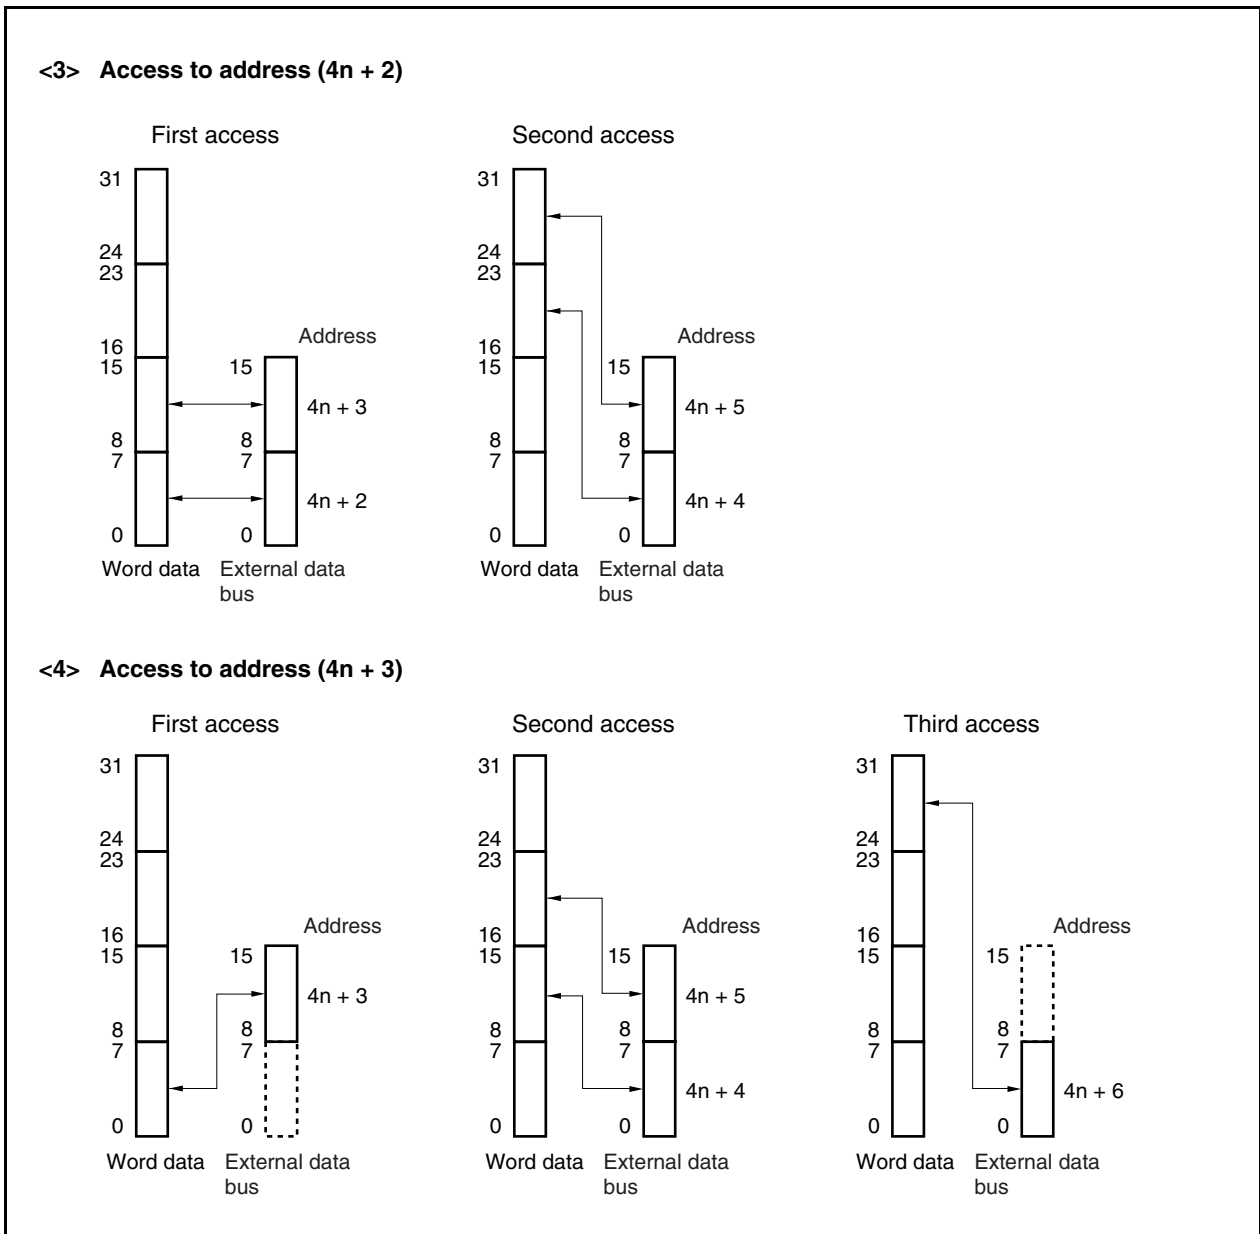 <3> Access to address (4n + 2)
First access
31
24
23
16
15
8
7
0
Address
15
4n + 3
8
7
4n + 2
0
Word data
External data
bus
Second access
31
24
23
16
15
8
7
0
Address
15
4n + 5
8
7
4n + 4
0
Word data
External data
bus
<4> Access to address (4n + 3)
First access
31
24
23
16
15
8
7
0
Address
15
4n + 3
8
7
0
Word data
External data
bus
Second access
31
24
23
16
15
8
7
0
Address
15
4n + 5
8
7
4n + 4
0
Word data
External data
bus
Third access
31
24
23
16
15
8
7
0
Address
15
8
7
4n + 6
0
Word data
External data
bus